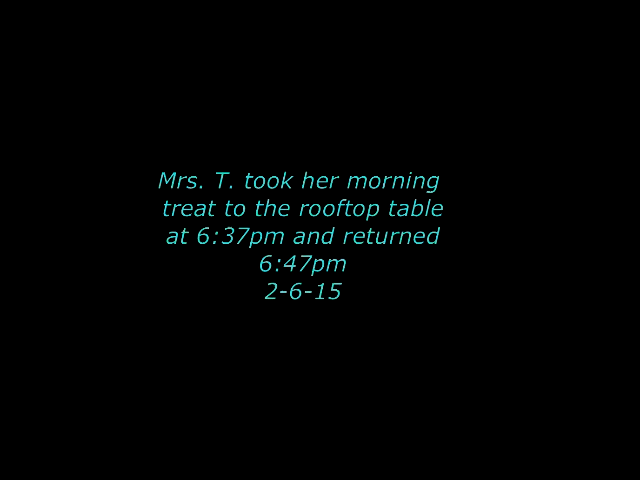 Mrs. T. took her morning
treat to the rooftop table
at 6:37pm and returned
6:47pm
2-6-15